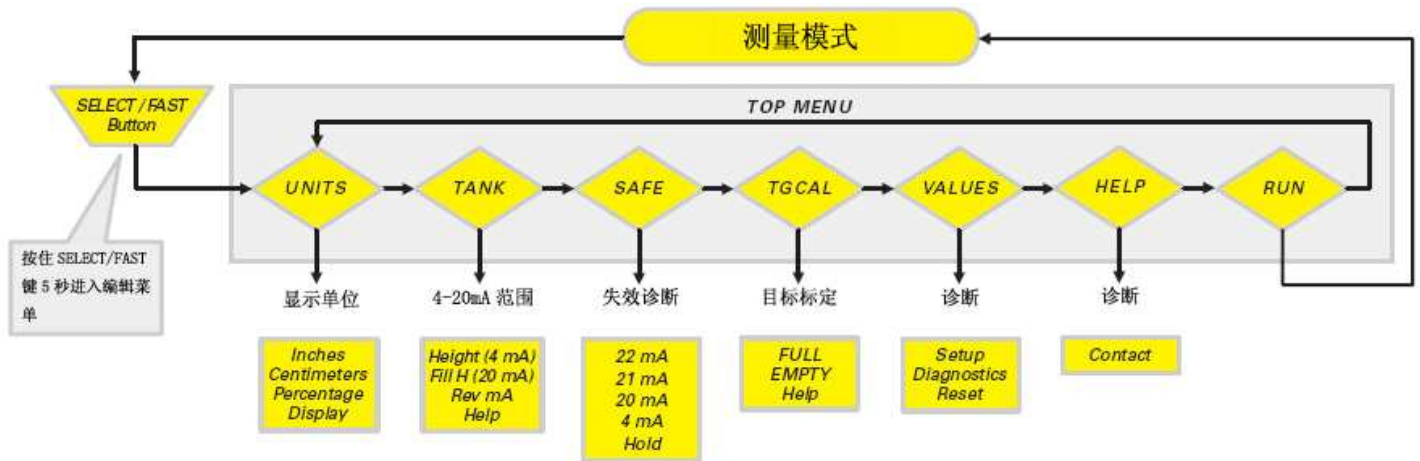 测量模式
SELECT / FAST
Button
TOP MENU
UNITS
TANK
SAFE
TGCAL
VALUES
HELP
RUN
按住 SELECT/FAST
键 5 秒进入编辑菜
单
显示单位
4-20mA 范围
失效诊断
目标标定
诊断
诊断
Inches
Centimeters
Percentage
Display
Height (4 mA)
Fill H (20 mA)
Rev mA
Help
22 mA
21 mA
20 mA
4 mA
Hold
FULL
EMPTY
Help
Setup
Diagnostics
Reset
Contact